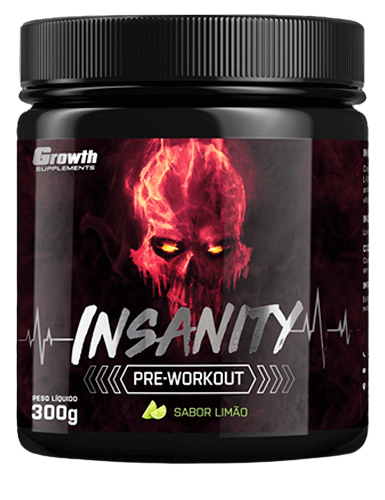 Growth
SUPPLEMENTS
INSANITY
PRE-WORKOUT
PESO LÍQUIDO
300g
SABOR LIMÃO